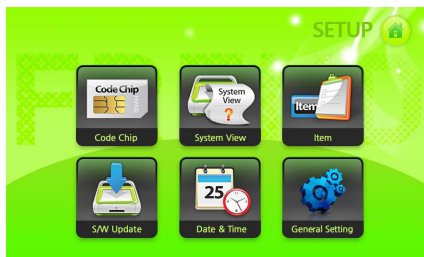 SETUP
Code Chip
Code Chip
System
View
?
System View
Item
Item
S/W Update
25
Date & Time
General Setting